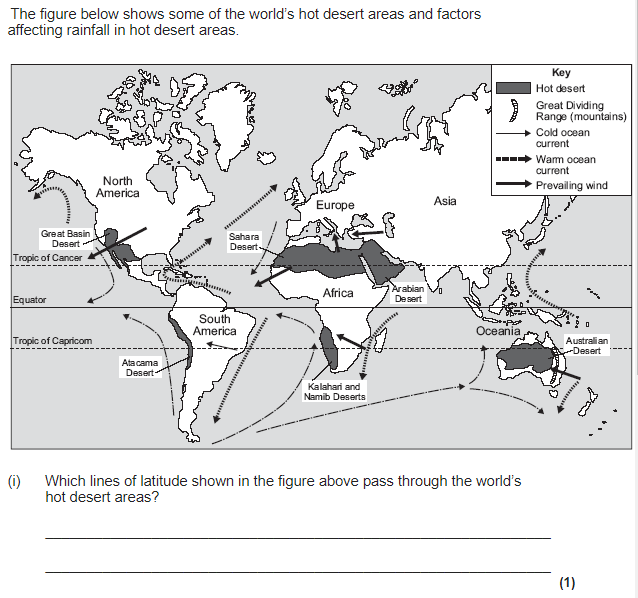 The figure below shows some of the world's hot desert areas and factors
affecting rainfall in hot desert areas.
Key
Hot desert
Great Dividing
Range (mountains)
Cold ocean
current
Warm ocean
current
Prevailing wind
North
America
Europe
Asia
Great Basin
Desert
Sahara
Desert
Tropic of Cancer
Africa
Arabian
Desert
Equator
South
America
Oceania
Tropic of Capricorn
Australian
Desert
Atacama
Desert
Kalahari and
Namib Deserts
(i) Which lines of latitude shown in the figure above pass through the world's
hot desert areas?
(1)